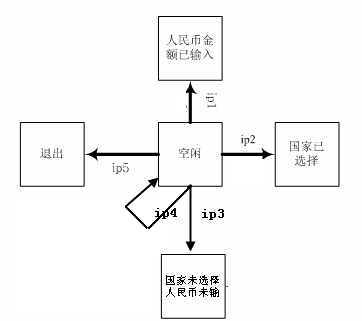 人民币金
额已输入
ip1
退出
ip5
空闲
ip2
国家已
选择
ip4
ip3
国家未选择
人民币未输